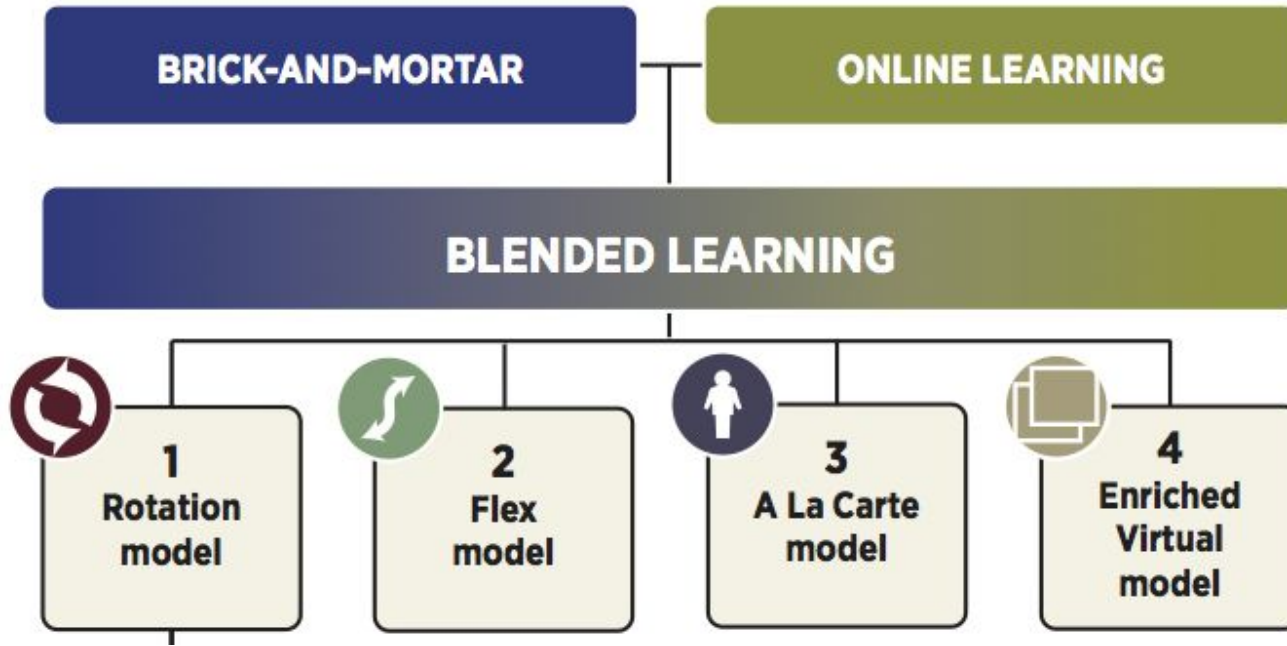 BRICK-AND-MORTAR
ONLINE LEARNING
BLENDED LEARNING
1
Rotation
model
2
Flex
model
3
A La Carte
model
4
Enriched
Virtual
model